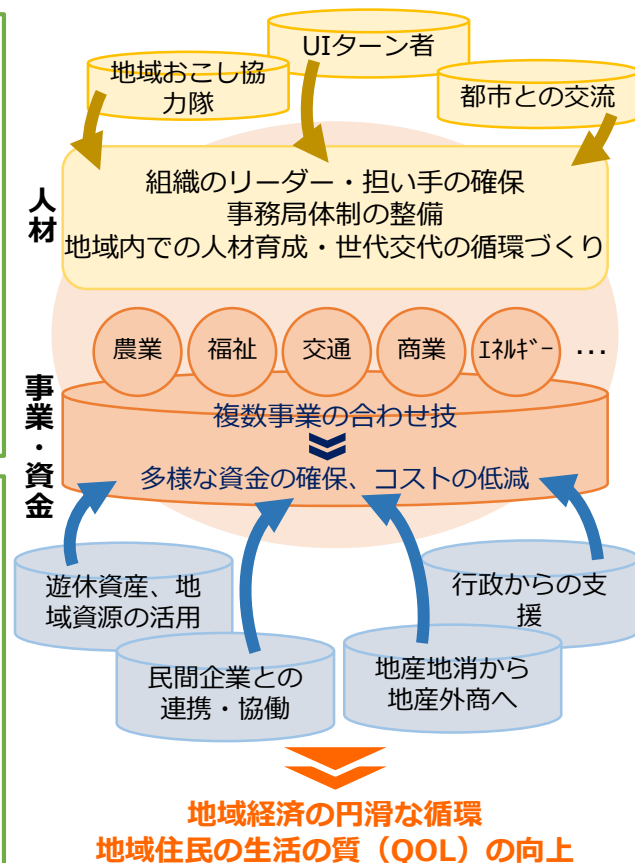 UIターン者
地域おこし協
力隊
都市との交流
人材
組織のリーダー・担い手の確保
事務局体制の整備
地域内での人材育成・世代交代の循環づくり
農業
福祉
交通
商業
ｴﾈﾙｷﾞｰ
…
事業・資金
複数事業の合わせ技
多様な資金の確保、コストの低減
遊休資産、地
域資源の活用
行政からの支
援
民間企業との
連携・協働
地産地消から
地産外商へ
地域経済の円滑な循環
地域住民の生活の質（QOL）の向上